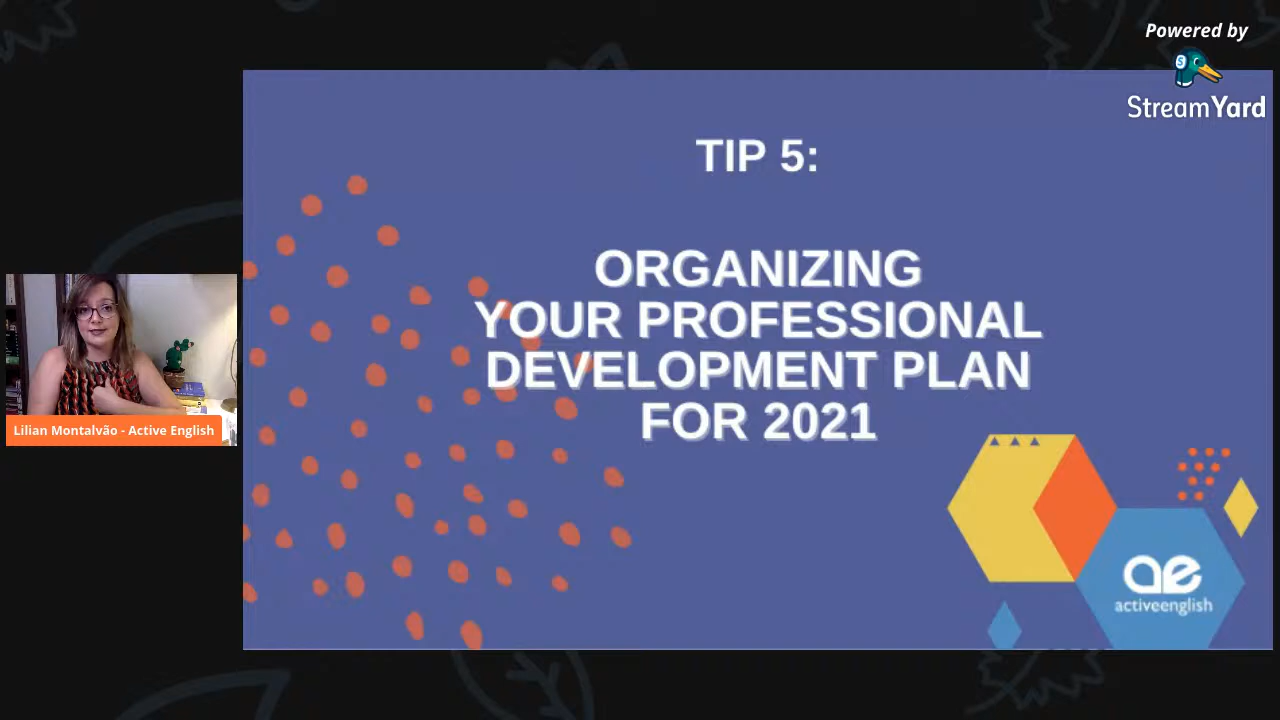 Powered by
StreamYard
TIP 5:
ORGANIZING
YOUR PROFESSIONAL
DEVELOPMENT PLAN
FOR 2021
Lilian Montalvão - Active English
ae
activeenglish